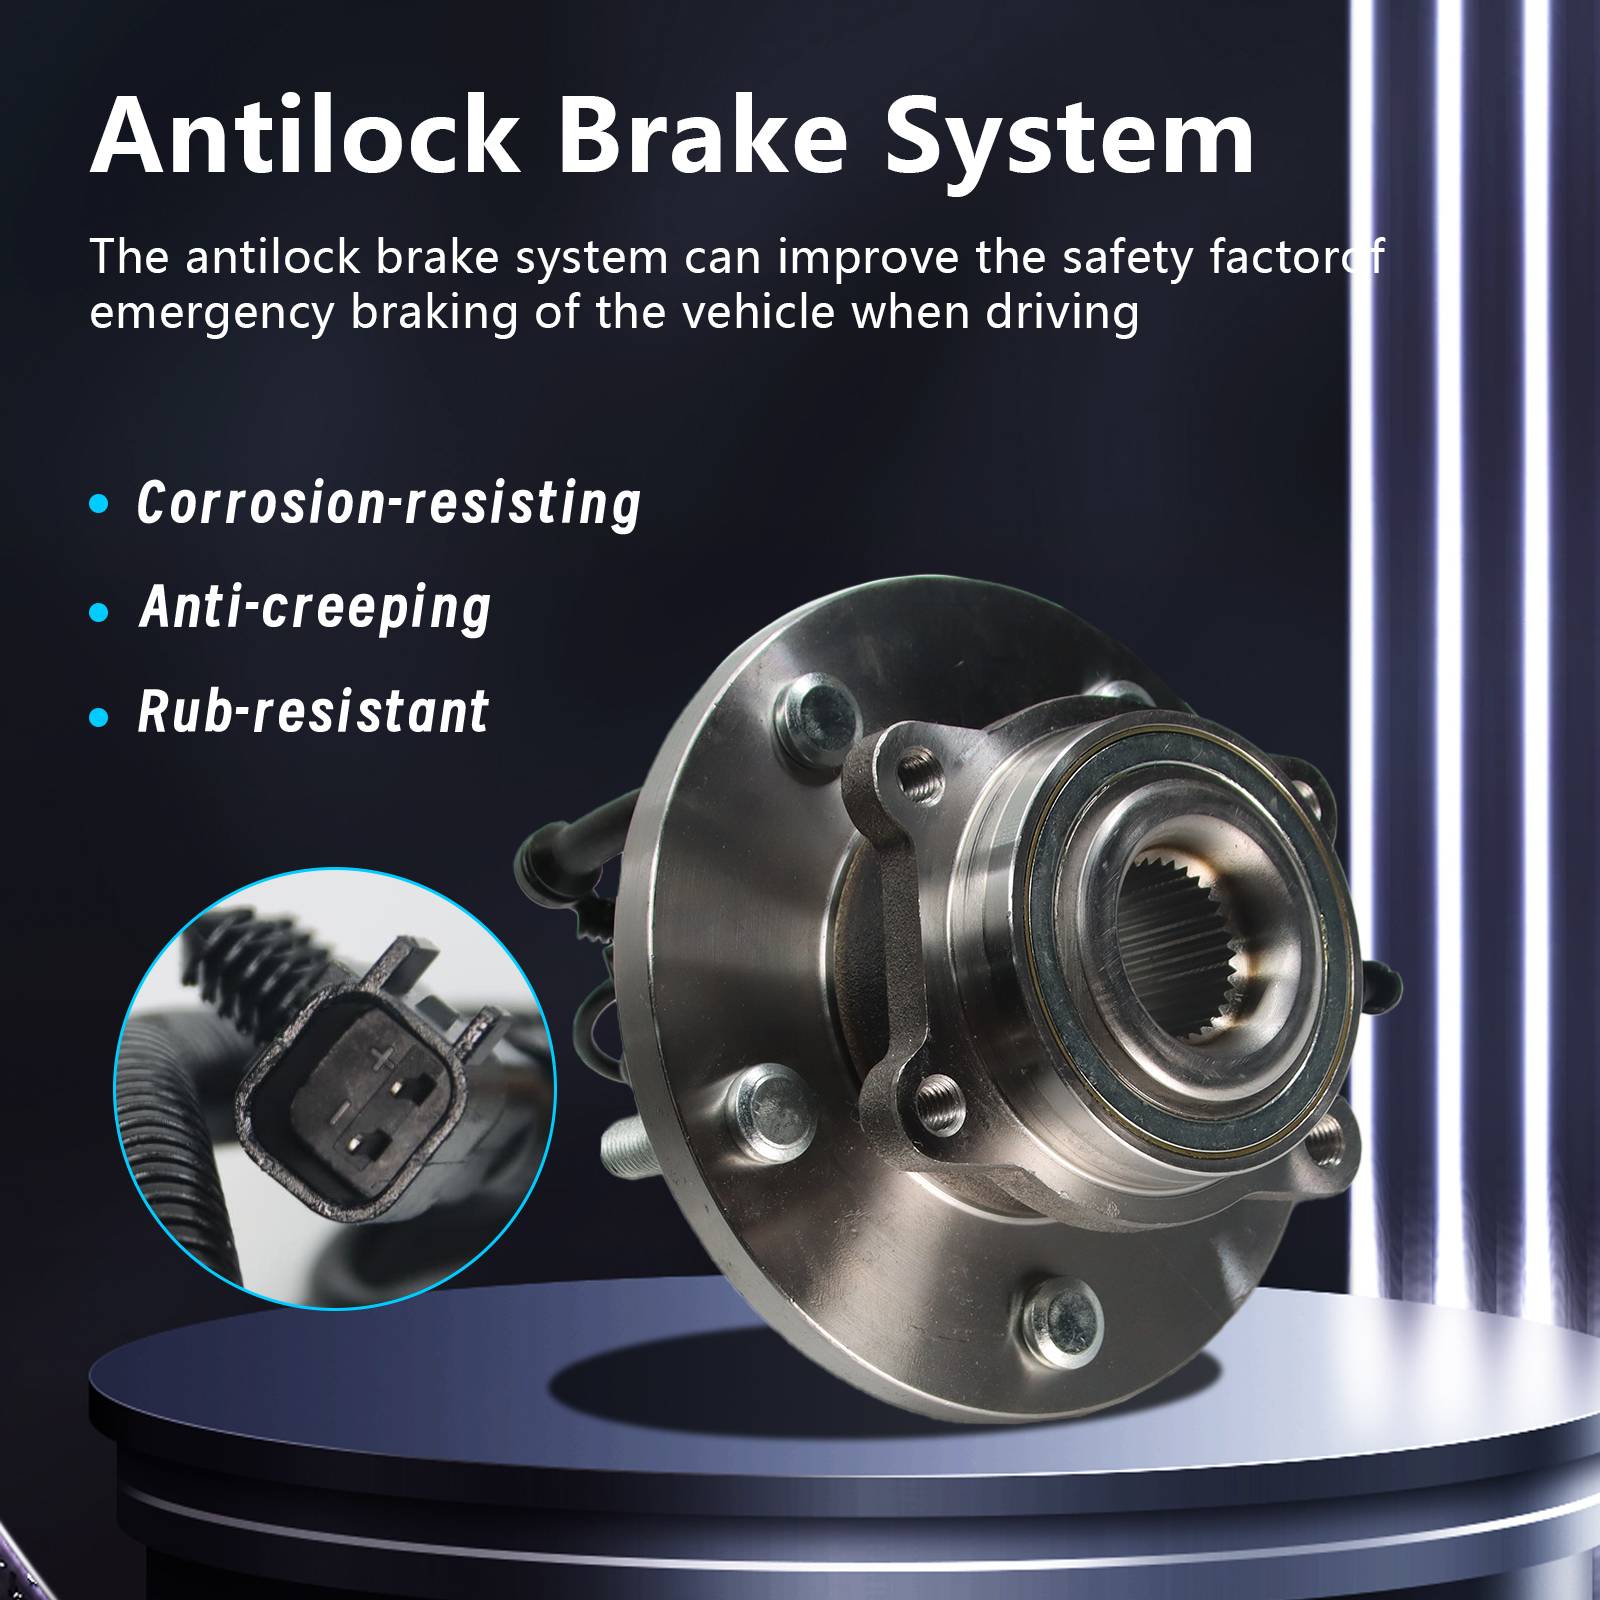 Antilock Brake System
The antilock brake system can improve the safety factorof
emergency braking of the vehicle when driving
Corrosion-resisting
Anti-creeping
Rub-resistant
+
-